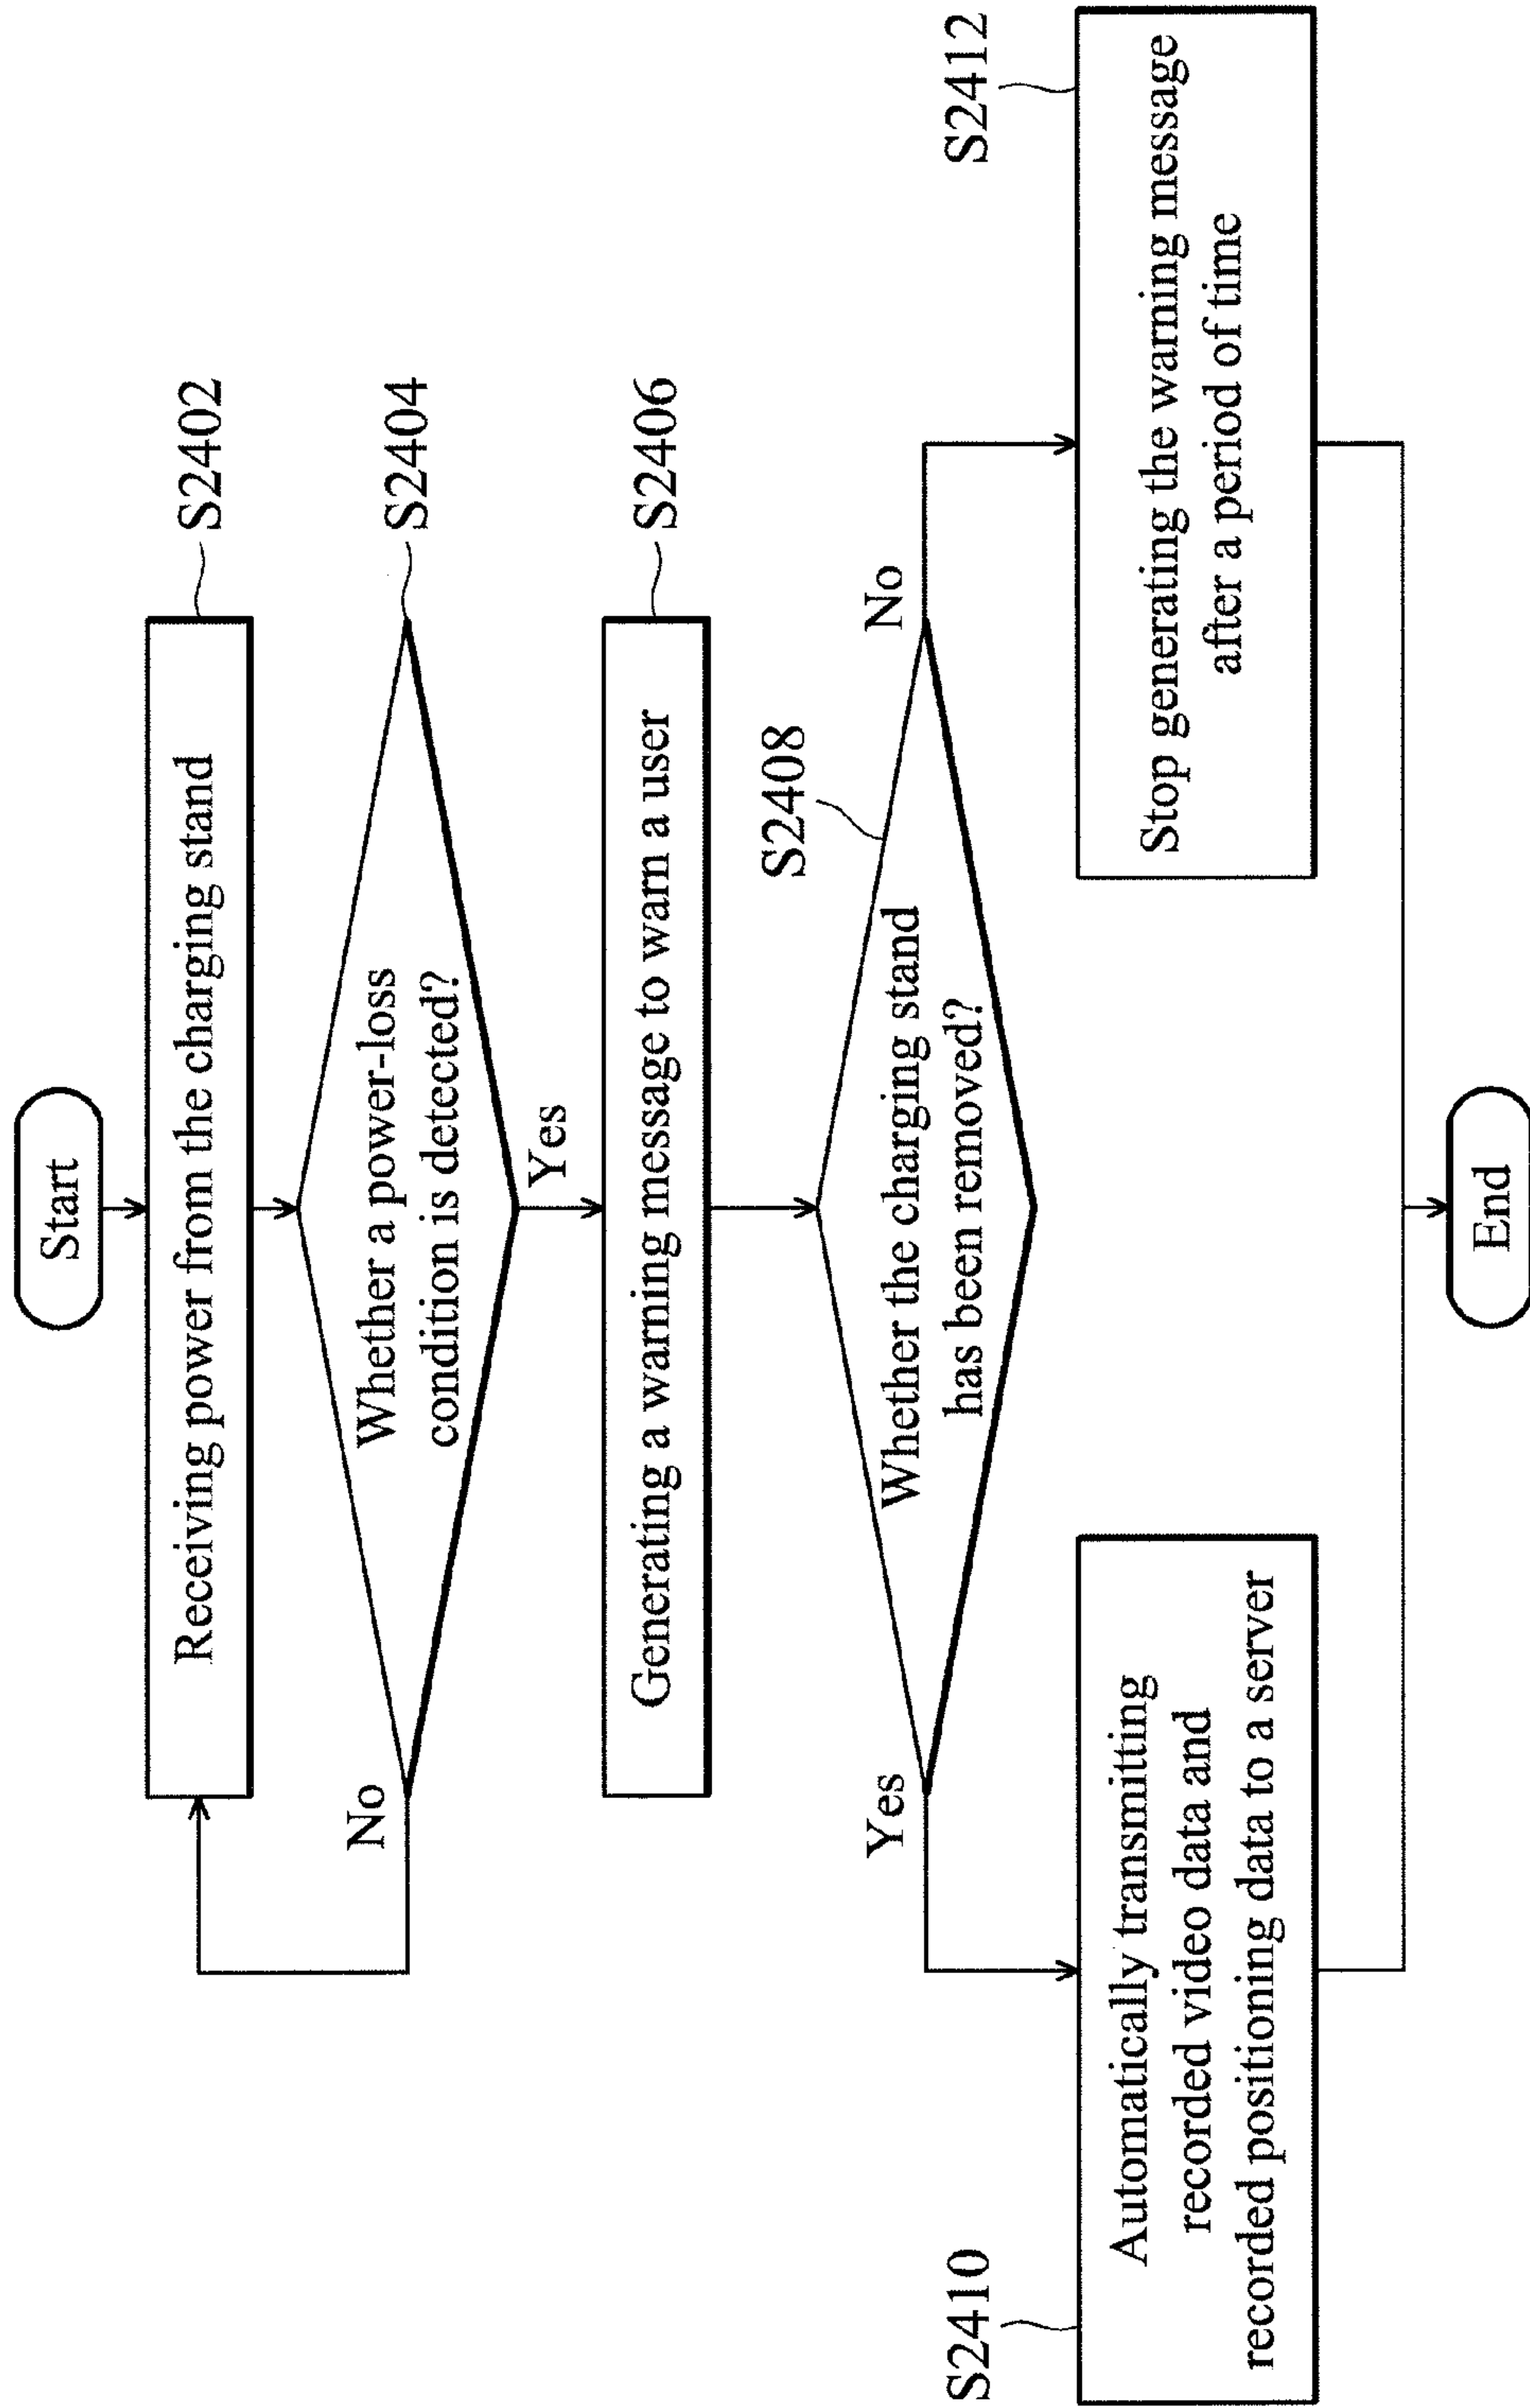 Start
Receiving power from the charging stand
S2402
Whether a power-loss
condition is detected?
S2404
No
Yes
Generating a warning message to warn a user
S2406
Whether the charging stand
has been removed?
S2408
Yes
No
S2410
Automatically transmitting
recorded video data and
recorded positioning data to a server
S2412
Stop generating the warning message
after a period of time
End